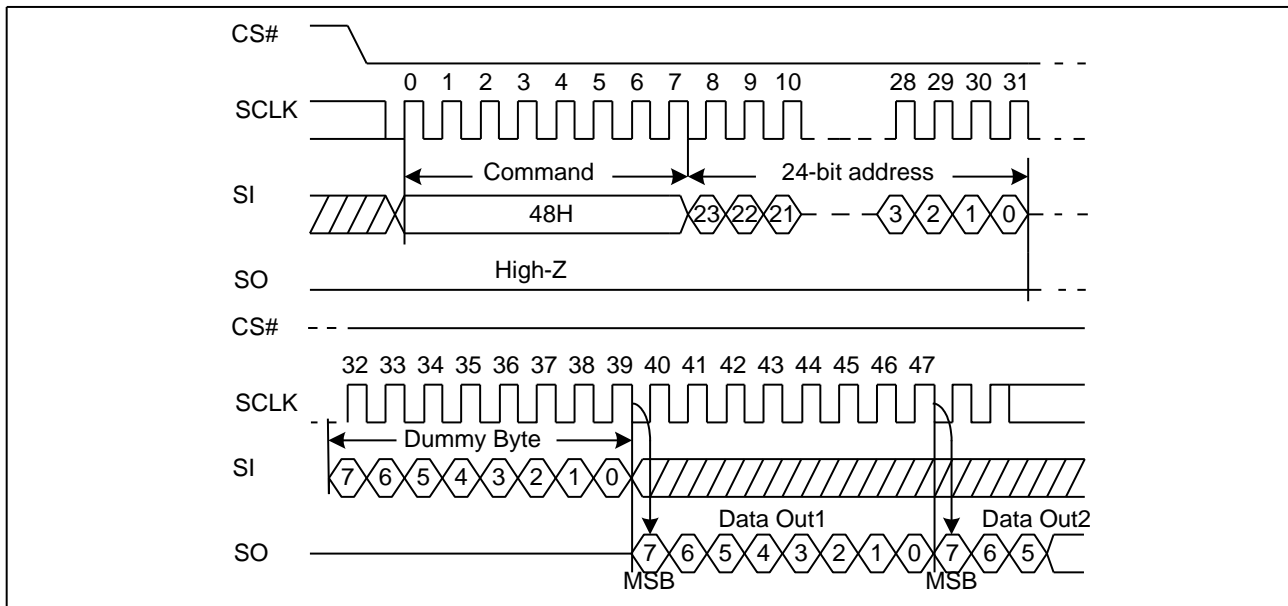 CS#
0 1 2 3 4 5 6 7 8 9 10 28 29 30 31
SCLK
Command 24-bit address
SI
48H 23 22 21 3 2 1 0
High-Z
SO
CS#
32 33 34 35 36 37 38 39 40 41 42 43 44 45 46 47
SCLK
Dummy Byte
SI
7 6 5 4 3 2 1 0
Data Out1 Data Out2
SO
7 6 5 4 3 2 1 0 7 6 5
MSB MSB